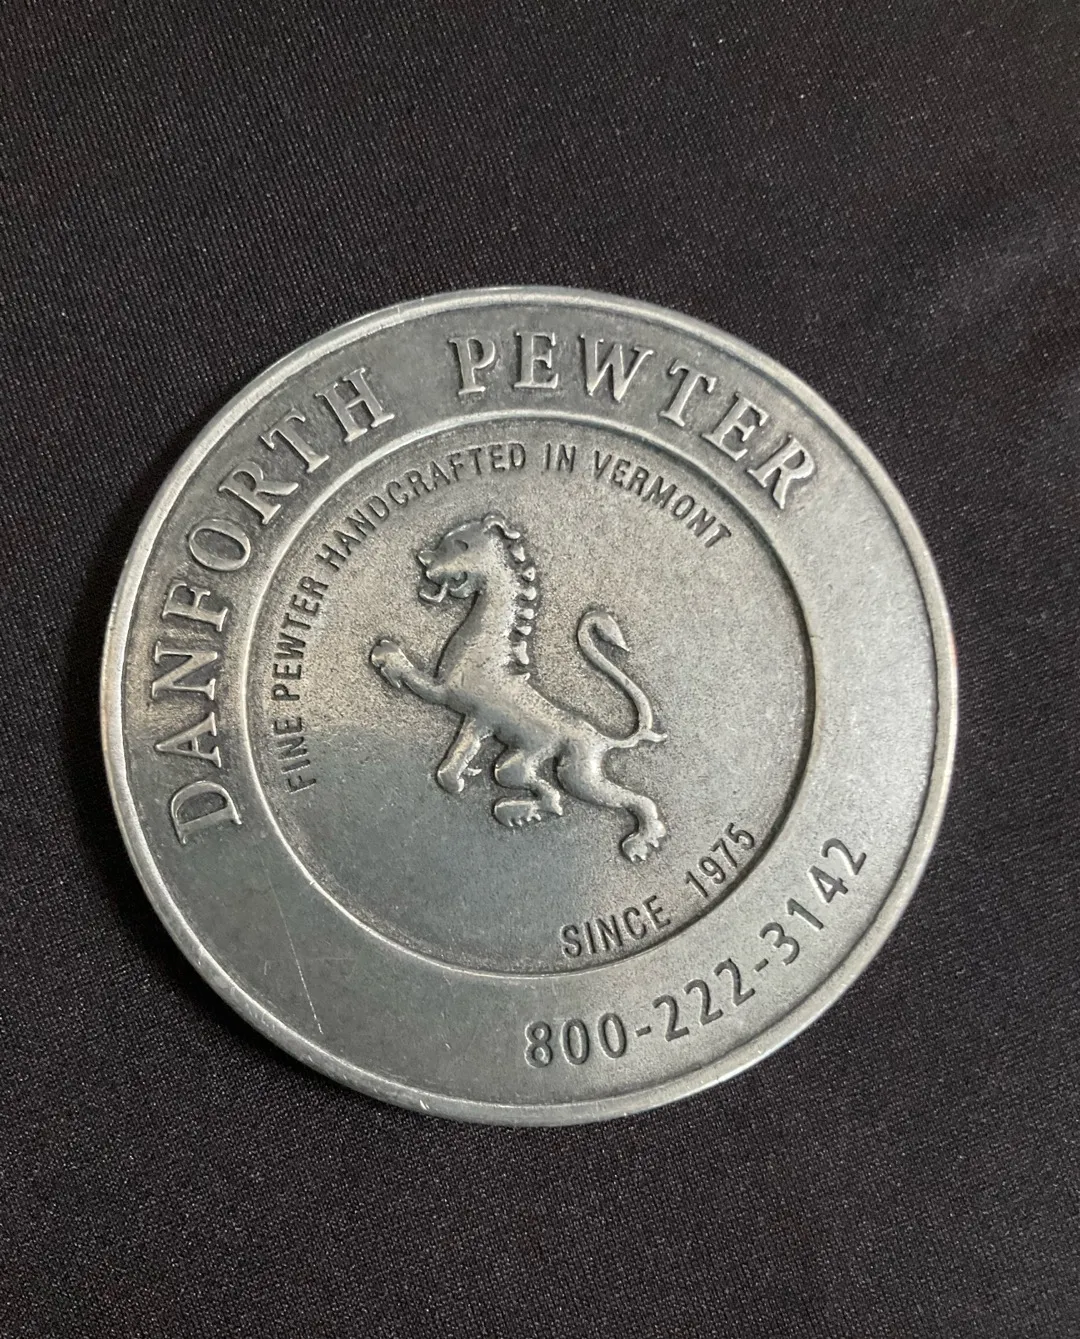 DANFORTH PEWTER
FINE PEWTER HANDCRAFTED IN VERMONT
SINCE 1975
800-222-3142